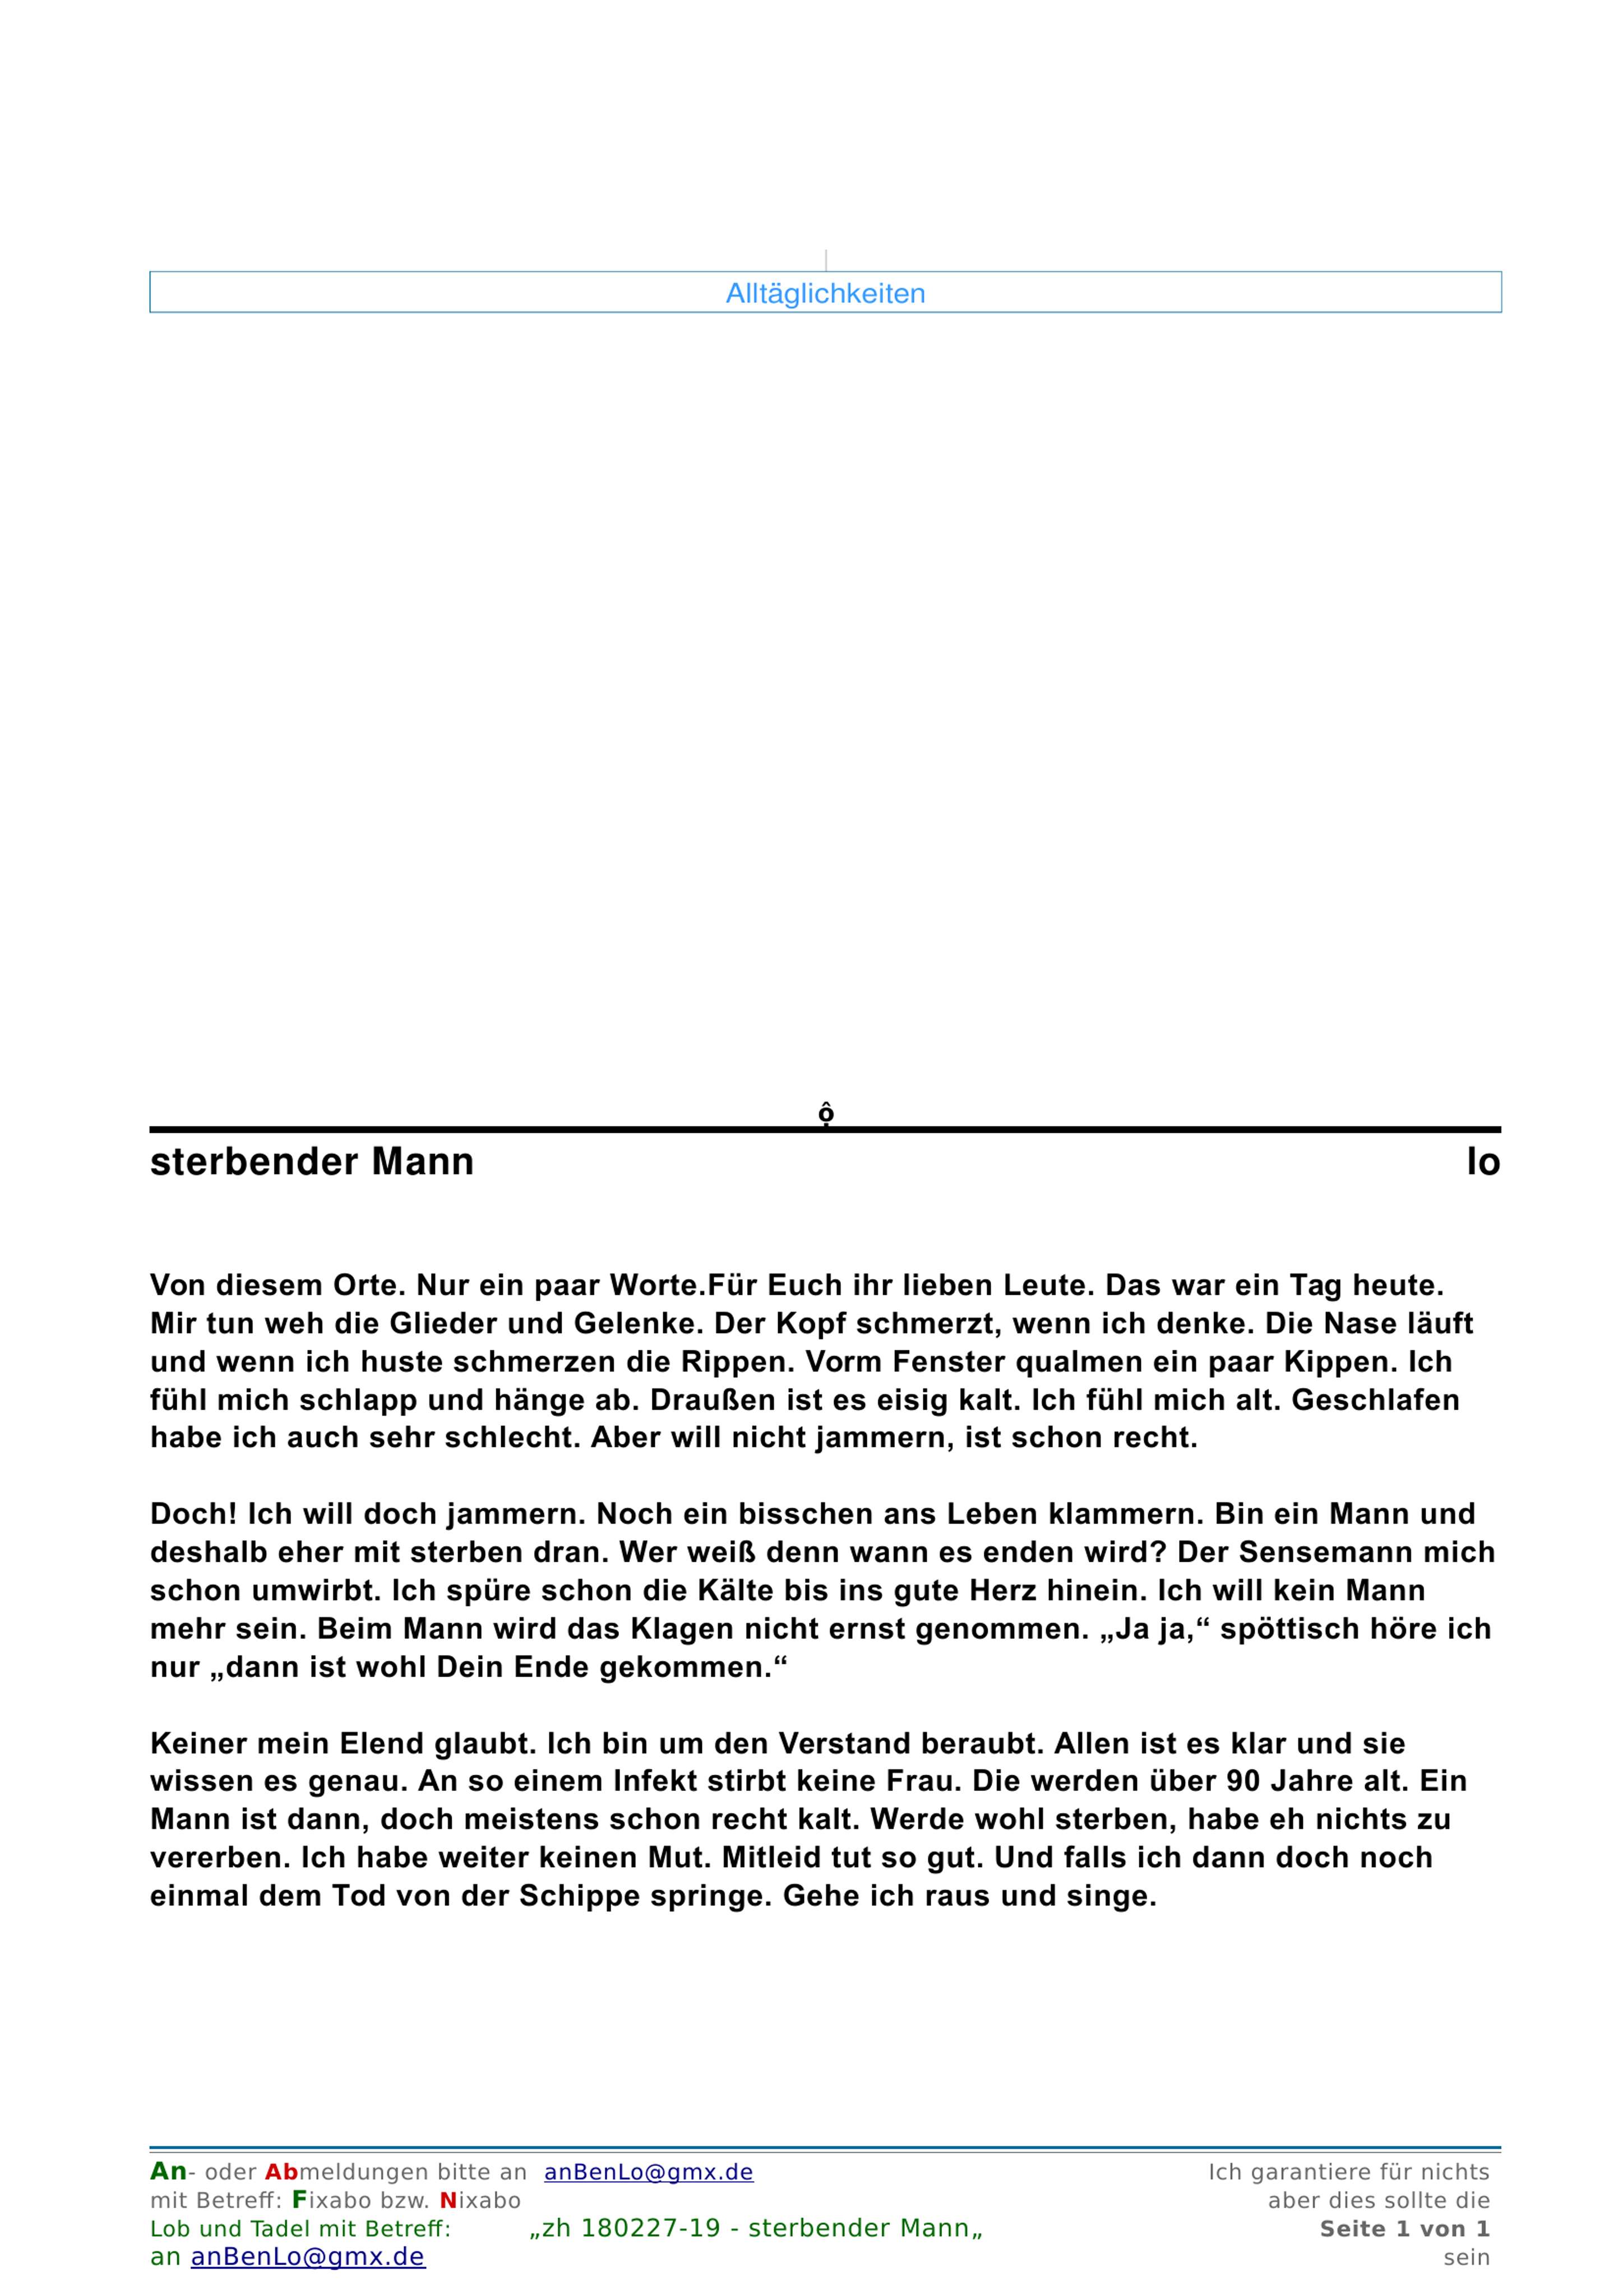 Alltäglichkeiten
ộ
sterbender Mann lo
Von diesem Orte. Nur ein paar Worte.Für Euch ihr lieben Leute. Das war ein Tag heute.
Mir tun weh die Glieder und Gelenke. Der Kopf schmerzt, wenn ich denke. Die Nase läuft
und wenn ich huste schmerzen die Rippen. Vorm Fenster qualmen ein paar Kippen. Ich
fühl mich schlapp und hänge ab. Draußen ist es eisig kalt. Ich fühl mich alt. Geschlafen
habe ich auch sehr schlecht. Aber will nicht jammern, ist schon recht.
Doch! Ich will doch jammern. Noch ein bisschen ans Leben klammern. Bin ein Mann und
deshalb eher mit sterben dran. Wer weiß denn wann es enden wird? Der Sensemann mich
schon umwirbt. Ich spüre schon die Kälte bis ins gute Herz hinein. Ich will kein Mann
mehr sein. Beim Mann wird das Klagen nicht ernst genommen. „Ja ja,“ spöttisch höre ich
nur „dann ist wohl Dein Ende gekommen.“
Keiner mein Elend glaubt. Ich bin um den Verstand beraubt. Allen ist es klar und sie
wissen es genau. An so einem Infekt stirbt keine Frau. Die werden über 90 Jahre alt. Ein
Mann ist dann, doch meistens schon recht kalt. Werde wohl sterben, habe eh nichts zu
vererben. Ich habe weiter keinen Mut. Mitleid tut so gut. Und falls ich dann doch noch
einmal dem Tod von der Schippe springe. Gehe ich raus und singe.
An- oder Abmeldungen bitte an anBenLo@gmx.de
mit Betreff: Fixabo bzw. Nixabo
Lob und Tadel mit Betreff: „zh 180227-19 - sterbender Mann„
an anBenLo@gmx.de
Ich garantiere für nichts
aber dies sollte die
Seite 1 von 1
sein